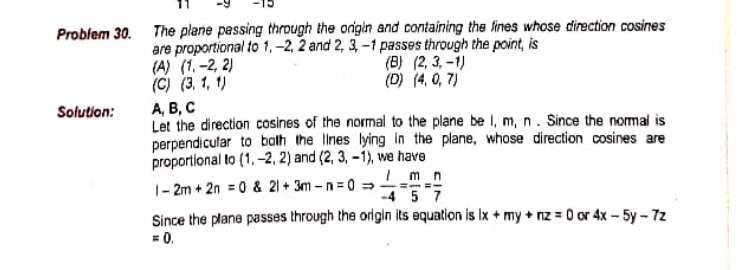 11 -9 -15
Problem 30. The plane passing through the origin and containing the lines whose direction cosines
are proportional to 1, -2, 2 and 2, 3, -1 passes through the point, is
(A) (1, -2, 2) (B) (2, 3, -1)
(C) (3, 1, 1) (D) (4, 0, 7)
Solution: A, B, C
Let the direction cosines of the normal to the plane be l, m, n . Since the normal is
perpendicular to both the lines lying in the plane, whose direction cosines are
proportional to (1, -2, 2) and (2, 3, -1), we have
l - 2m + 2n = 0 & 2l + 3m - n = 0 ⇒ l/-4 = m/5 = n/7
Since the plane passes through the origin its equation is lx + my + nz = 0 or 4x - 5y - 7z
= 0.